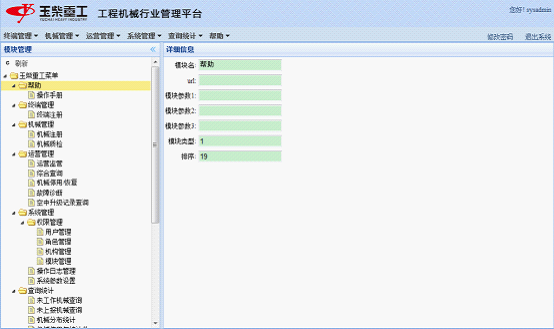 玉柴重工 工程机械行业管理平台
YUCHAI HEAVY INDUSTRY
您好! sysadmin
终端管理 机械管理 运营管理 系统管理 查询统计 帮助 修改密码 退出系统
模块管理 详细信息
刷新
玉柴重工菜单
帮助
操作手册
终端管理
终端注册
机械管理
机械注册
机械质检
运营管理
运营监管
综合查询
机械停用/恢复
故障诊断
空中升级记录查询
系统管理
权限管理
用户管理
角色管理
机构管理
模块管理
操作日志管理
系统参数设置
查询统计
未工作机械查询
未上报机械查询
机械分布统计
模块名: 帮助
url:
模块参数1:
模块参数2:
模块参数3:
模块类型: 1
排序: 19